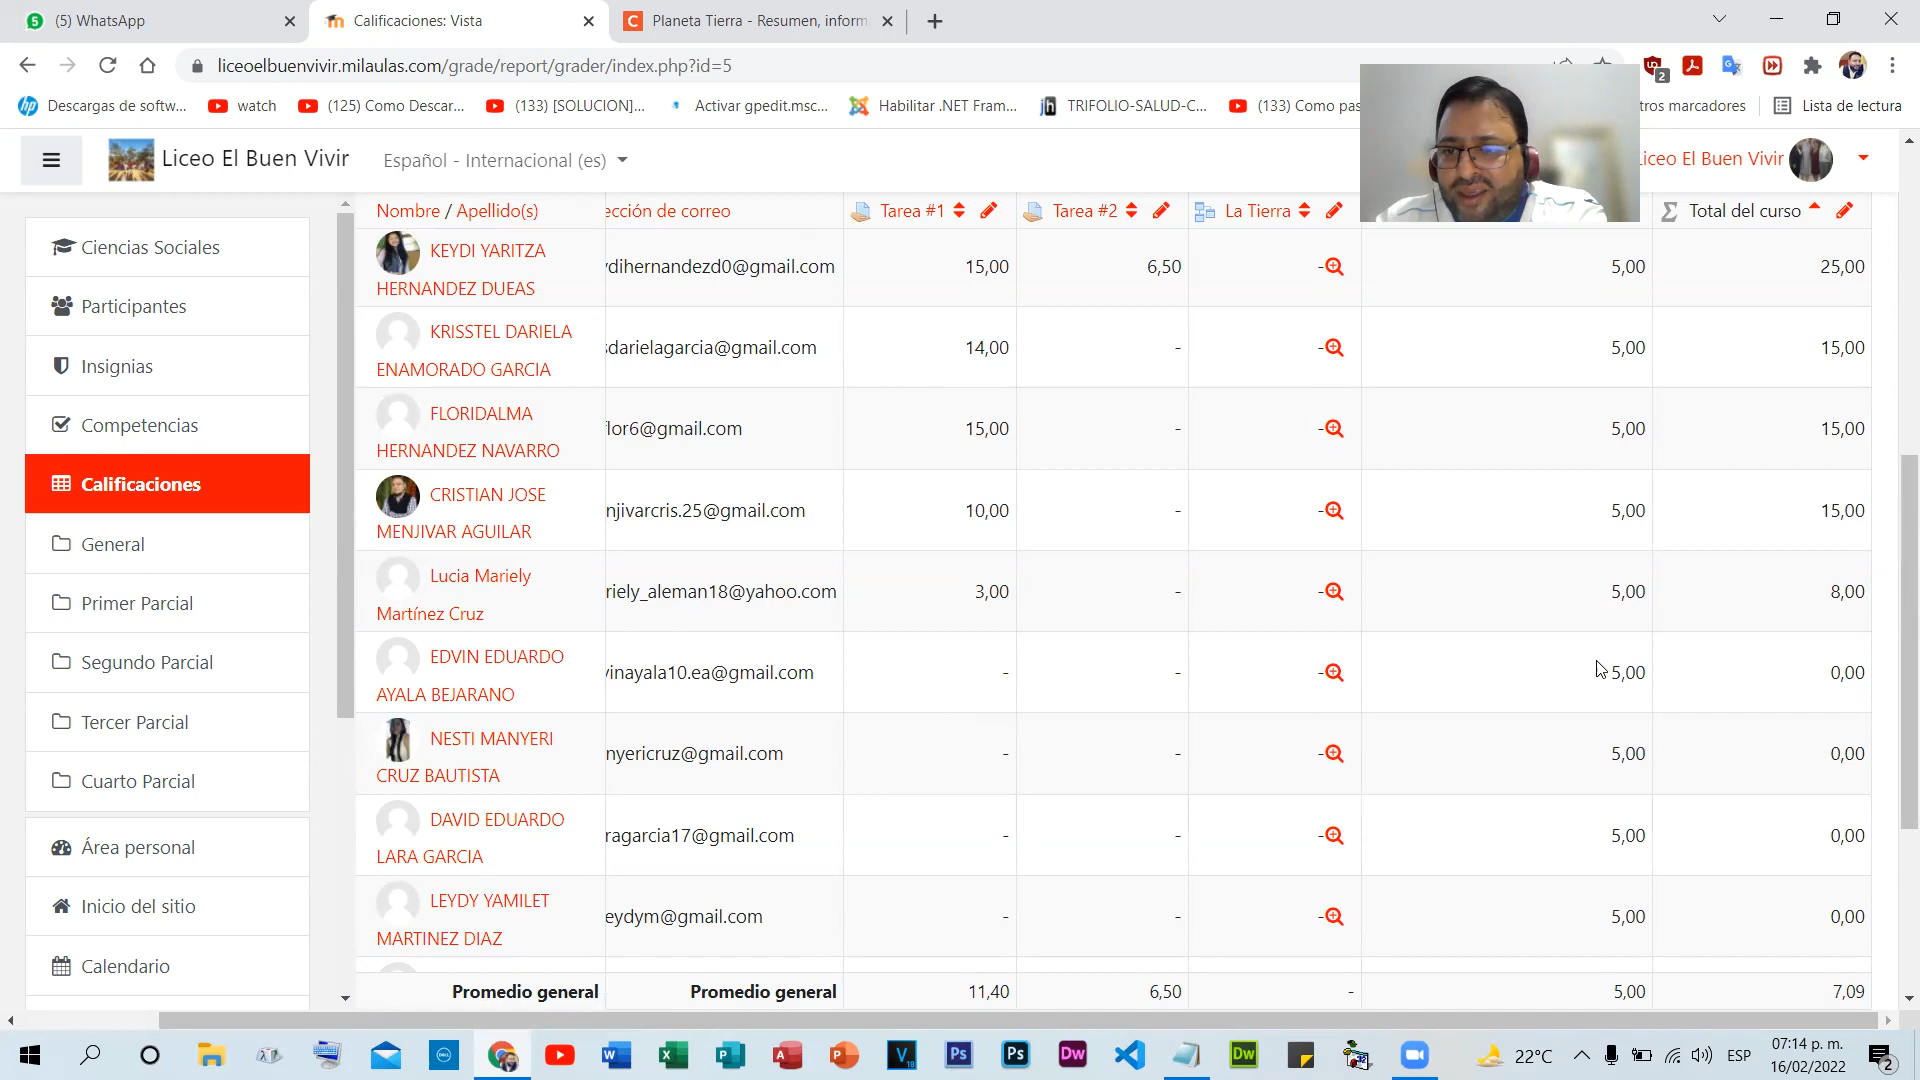 (5) WhatsApp
Calificaciones: Vista
Planeta Tierra - Resumen, inform
liceoelbuenvivir.milaulas.com/grade/report/grader/index.php?id=5
2
Descargas de softw...
watch
(125) Como Descar...
(133) [SOLUCION]...
Activar gpedit.msc...
Habilitar .NET Fram...
TRIFOLIO-SALUD-C...
(133) Como pas
tros marcadores
Lista de lectura
Liceo El Buen Vivir
Español - Internacional (es)
iceo El Buen Vivir
Nombre / Apellido(s)
ección de correo
Tarea #1
Tarea #2
La Tierra
Total del curso
Ciencias Sociales
Participantes
Insignias
Competencias
Calificaciones
General
Primer Parcial
Segundo Parcial
Tercer Parcial
Cuarto Parcial
Área personal
Inicio del sitio
Calendario
KEYDI YARITZA
HERNANDEZ DUEAS
dihernandezd0@gmail.com 15,00 6,50 - 5,00 25,00
KRISSTEL DARIELA
ENAMORADO GARCIA
sdarielagarcia@gmail.com 14,00 - - 5,00 15,00
FLORIDALMA
HERNANDEZ NAVARRO
flor6@gmail.com 15,00 - - 5,00 15,00
CRISTIAN JOSE
MENJIVAR AGUILAR
njivarcris.25@gmail.com 10,00 - - 5,00 15,00
Lucia Mariely
Martínez Cruz
riely_aleman18@yahoo.com 3,00 - - 5,00 8,00
EDVIN EDUARDO
AYALA BEJARANO
vinayala10.ea@gmail.com - - - 5,00 0,00
NESTI MANYERI
CRUZ BAUTISTA
nyericruz@gmail.com - - - 5,00 0,00
DAVID EDUARDO
LARA GARCIA
ragarcia17@gmail.com - - - 5,00 0,00
LEYDY YAMILET
MARTINEZ DIAZ
eydym@gmail.com - - - 5,00 0,00
Promedio general Promedio general 11,40 6,50 - 5,00 7,09
22°C
ESP
07:14 p. m.
16/02/2022
2